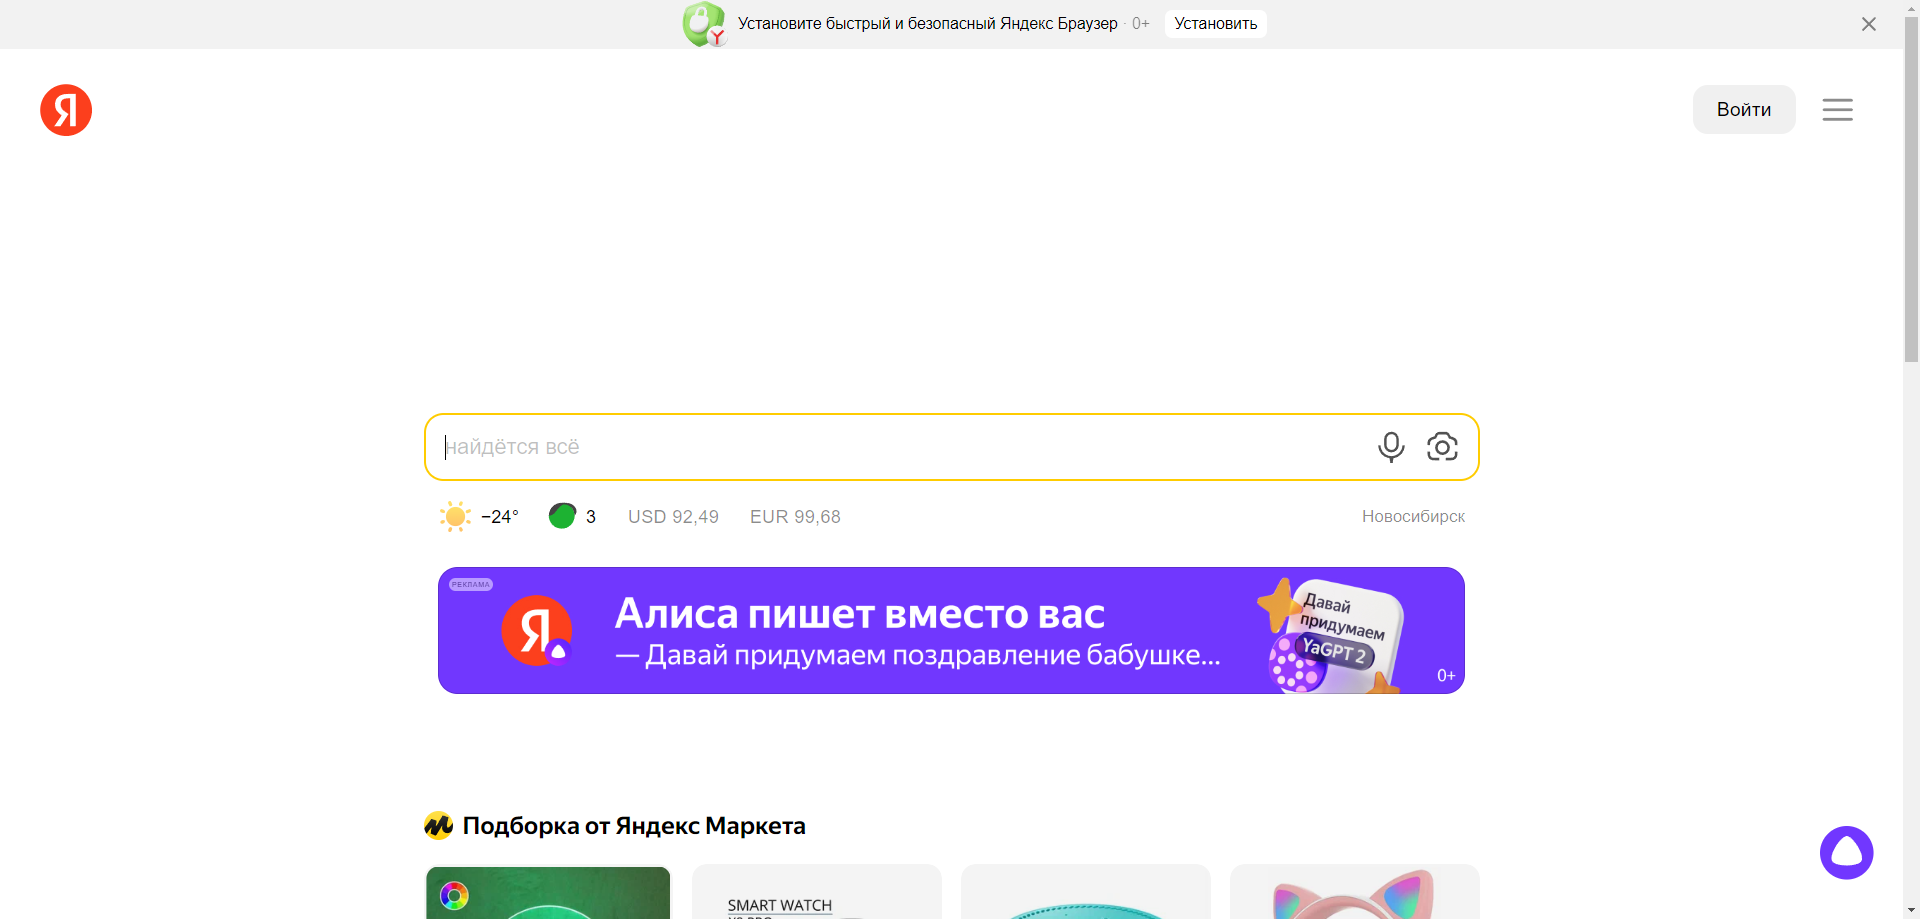 Установите быстрый и безопасный Яндекс Браузер · 0+ Установить
Я
Войти
найдётся всё
−24° 3 USD 92,49 EUR 99,68 Новосибирск
РЕКЛАМА
Я
Алиса пишет вместо вас
— Давай придумаем поздравление бабушке...
Давай
придумаем
YaGPT 2
0+
Подборка от Яндекс Маркета
SMART WATCH